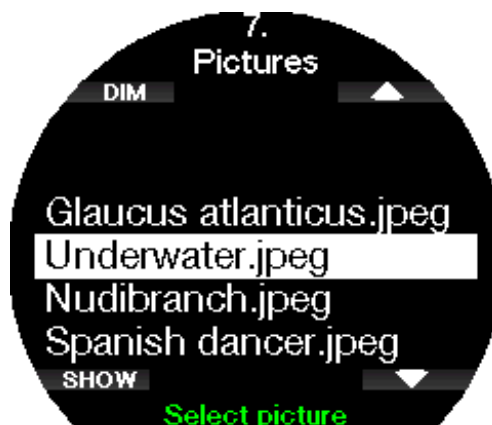 7.
Pictures
DIM
Glaucus atlanticus.jpeg
Underwater.jpeg
Nudibranch.jpeg
Spanish dancer.jpeg
SHOW
Select picture